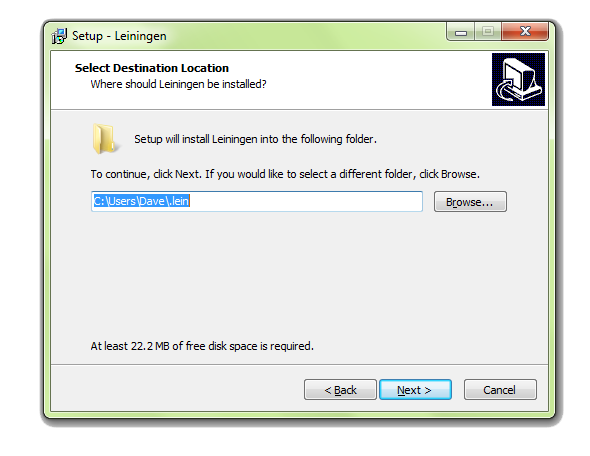 Setup - Leiningen
Select Destination Location
Where should Leiningen be installed?
Setup will install Leiningen into the following folder.
To continue, click Next. If you would like to select a different folder, click Browse.
C:\Users\Dave\.lein
Browse...
At least 22.2 MB of free disk space is required.
< Back
Next >
Cancel